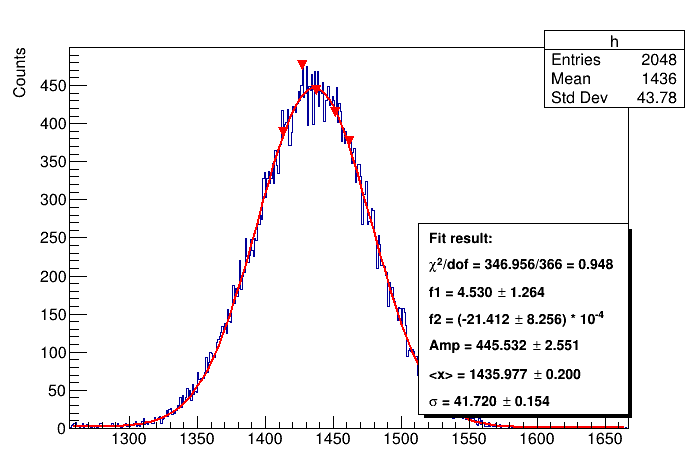 h
Entries 2048
Mean 1436
Std Dev 43.78
Counts
450
400
350
300
250
200
150
100
50
0
Fit result:
χ²/dof = 346.956/366 = 0.948
f1 = 4.530 ± 1.264
f2 = (-21.412 ± 8.256) * 10⁻⁴
Amp = 445.532 ± 2.551
<x> = 1435.977 ± 0.200
σ = 41.720 ± 0.154
1300 1350 1400 1450 1500 1550 1600 1650